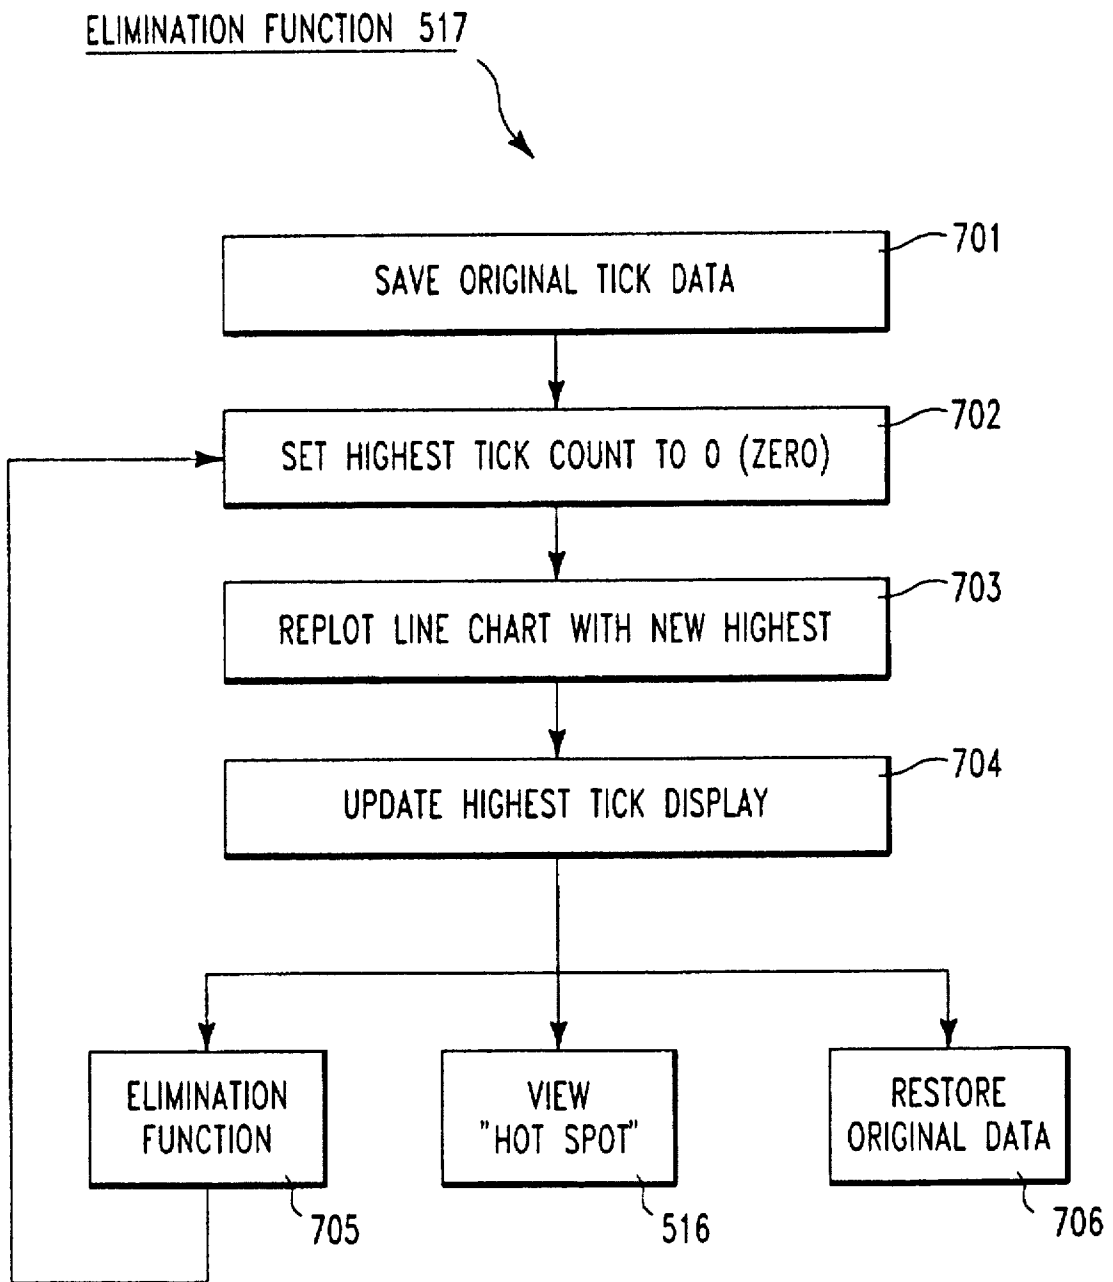 ELIMINATION FUNCTION 517
701
SAVE ORIGINAL TICK DATA
702
SET HIGHEST TICK COUNT TO 0 (ZERO)
703
REPLOT LINE CHART WITH NEW HIGHEST
704
UPDATE HIGHEST TICK DISPLAY
ELIMINATION
FUNCTION
705
VIEW
"HOT SPOT"
516
RESTORE
ORIGINAL DATA
706